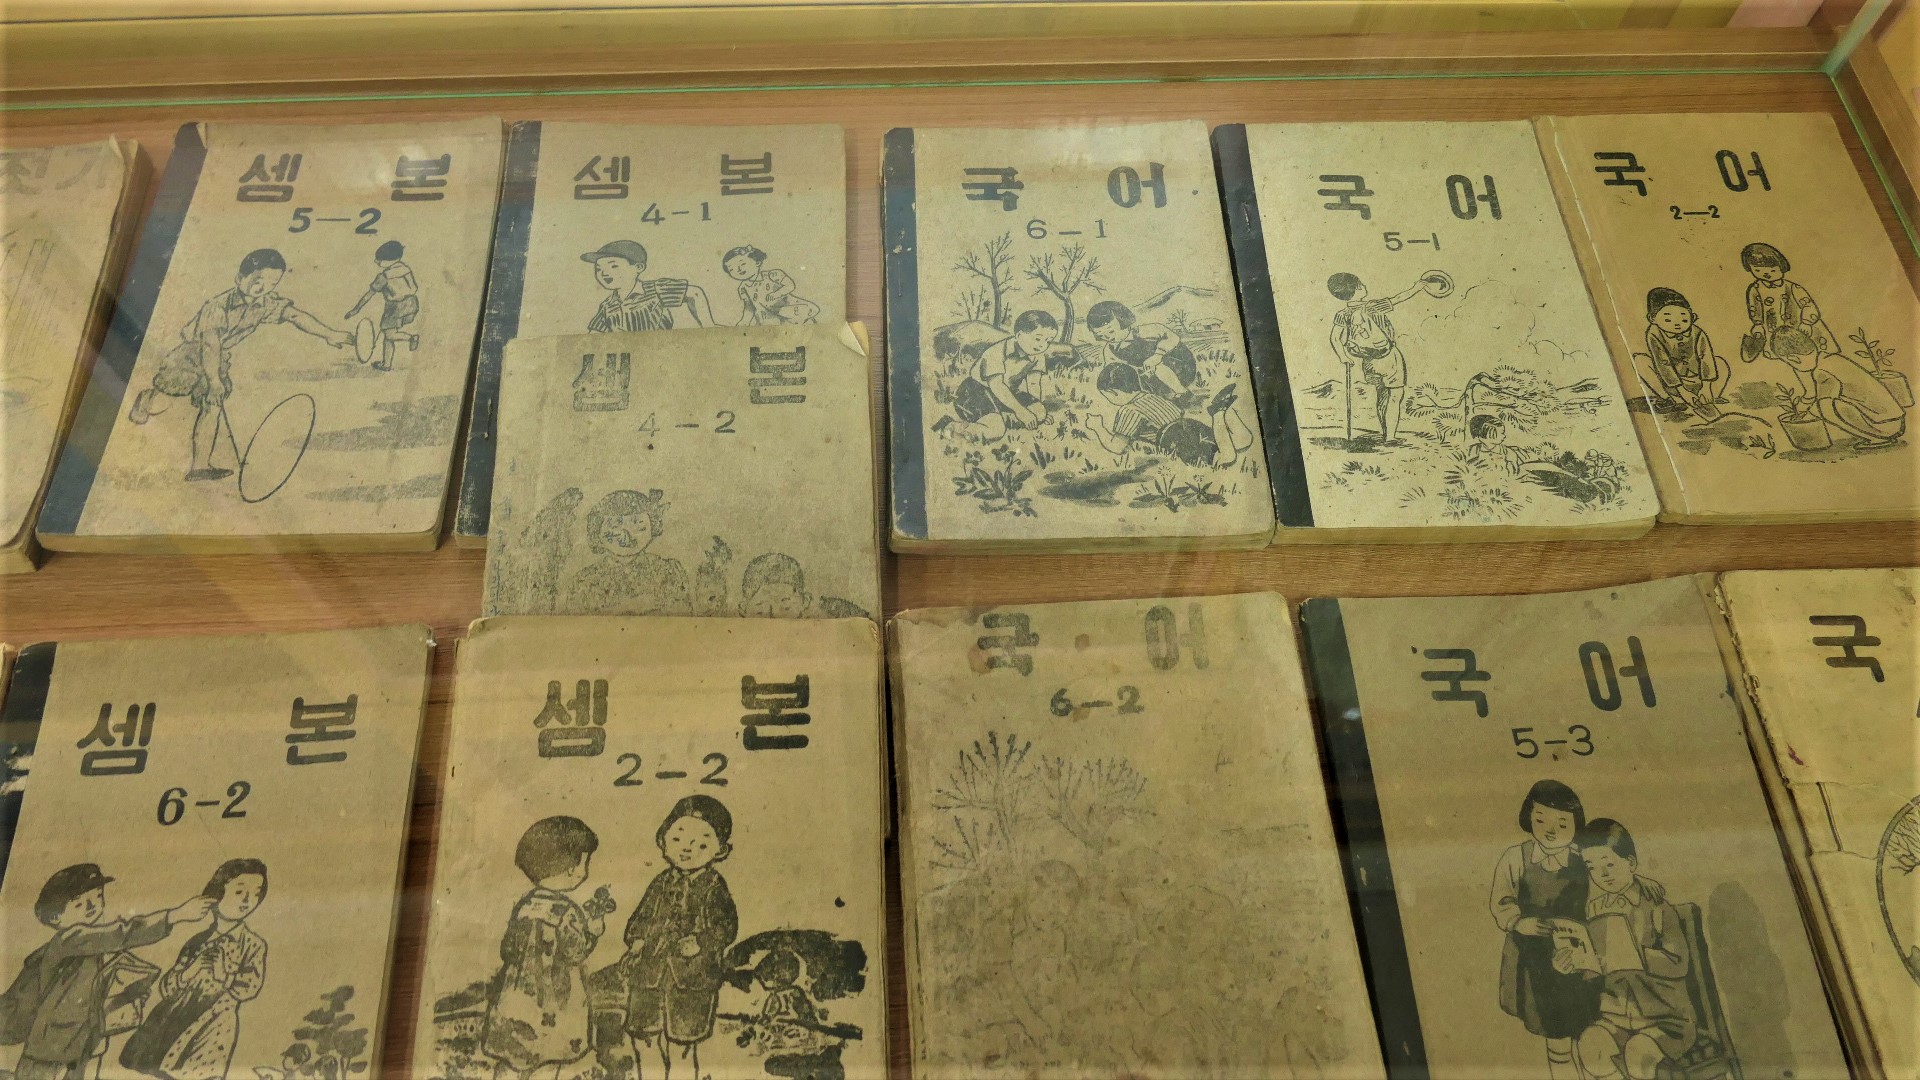 셈 본
5-2
셈 본
4-1
국 어
6-1
국 어
5-1
국 어
2-2
셈 본
4-2
셈 본
6-2
셈 본
2-2
국 어
6-2
국 어
5-3
국